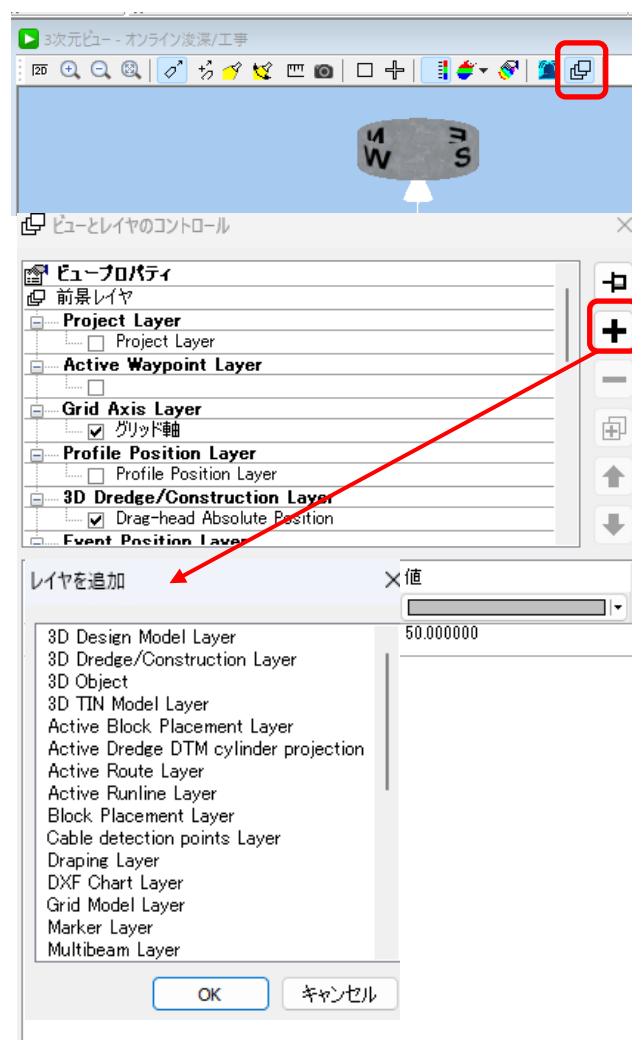 3次元ビュー - オンライン浚渫/工事
2D
N E
W S
ビューとレイヤのコントロール
ビュープロパティ
前景レイヤ
Project Layer
Project Layer
Active Waypoint Layer
Grid Axis Layer
グリッド軸
Profile Position Layer
Profile Position Layer
3D Dredge/Construction Layer
Drag-head Absolute Position
Event Position Layer
レイヤを追加
値
50.000000
3D Design Model Layer
3D Dredge/Construction Layer
3D Object
3D TIN Model Layer
Active Block Placement Layer
Active Dredge DTM cylinder projection
Active Route Layer
Active Runline Layer
Block Placement Layer
Cable detection points Layer
Draping Layer
DXF Chart Layer
Grid Model Layer
Marker Layer
Multibeam Layer
OK
キャンセル